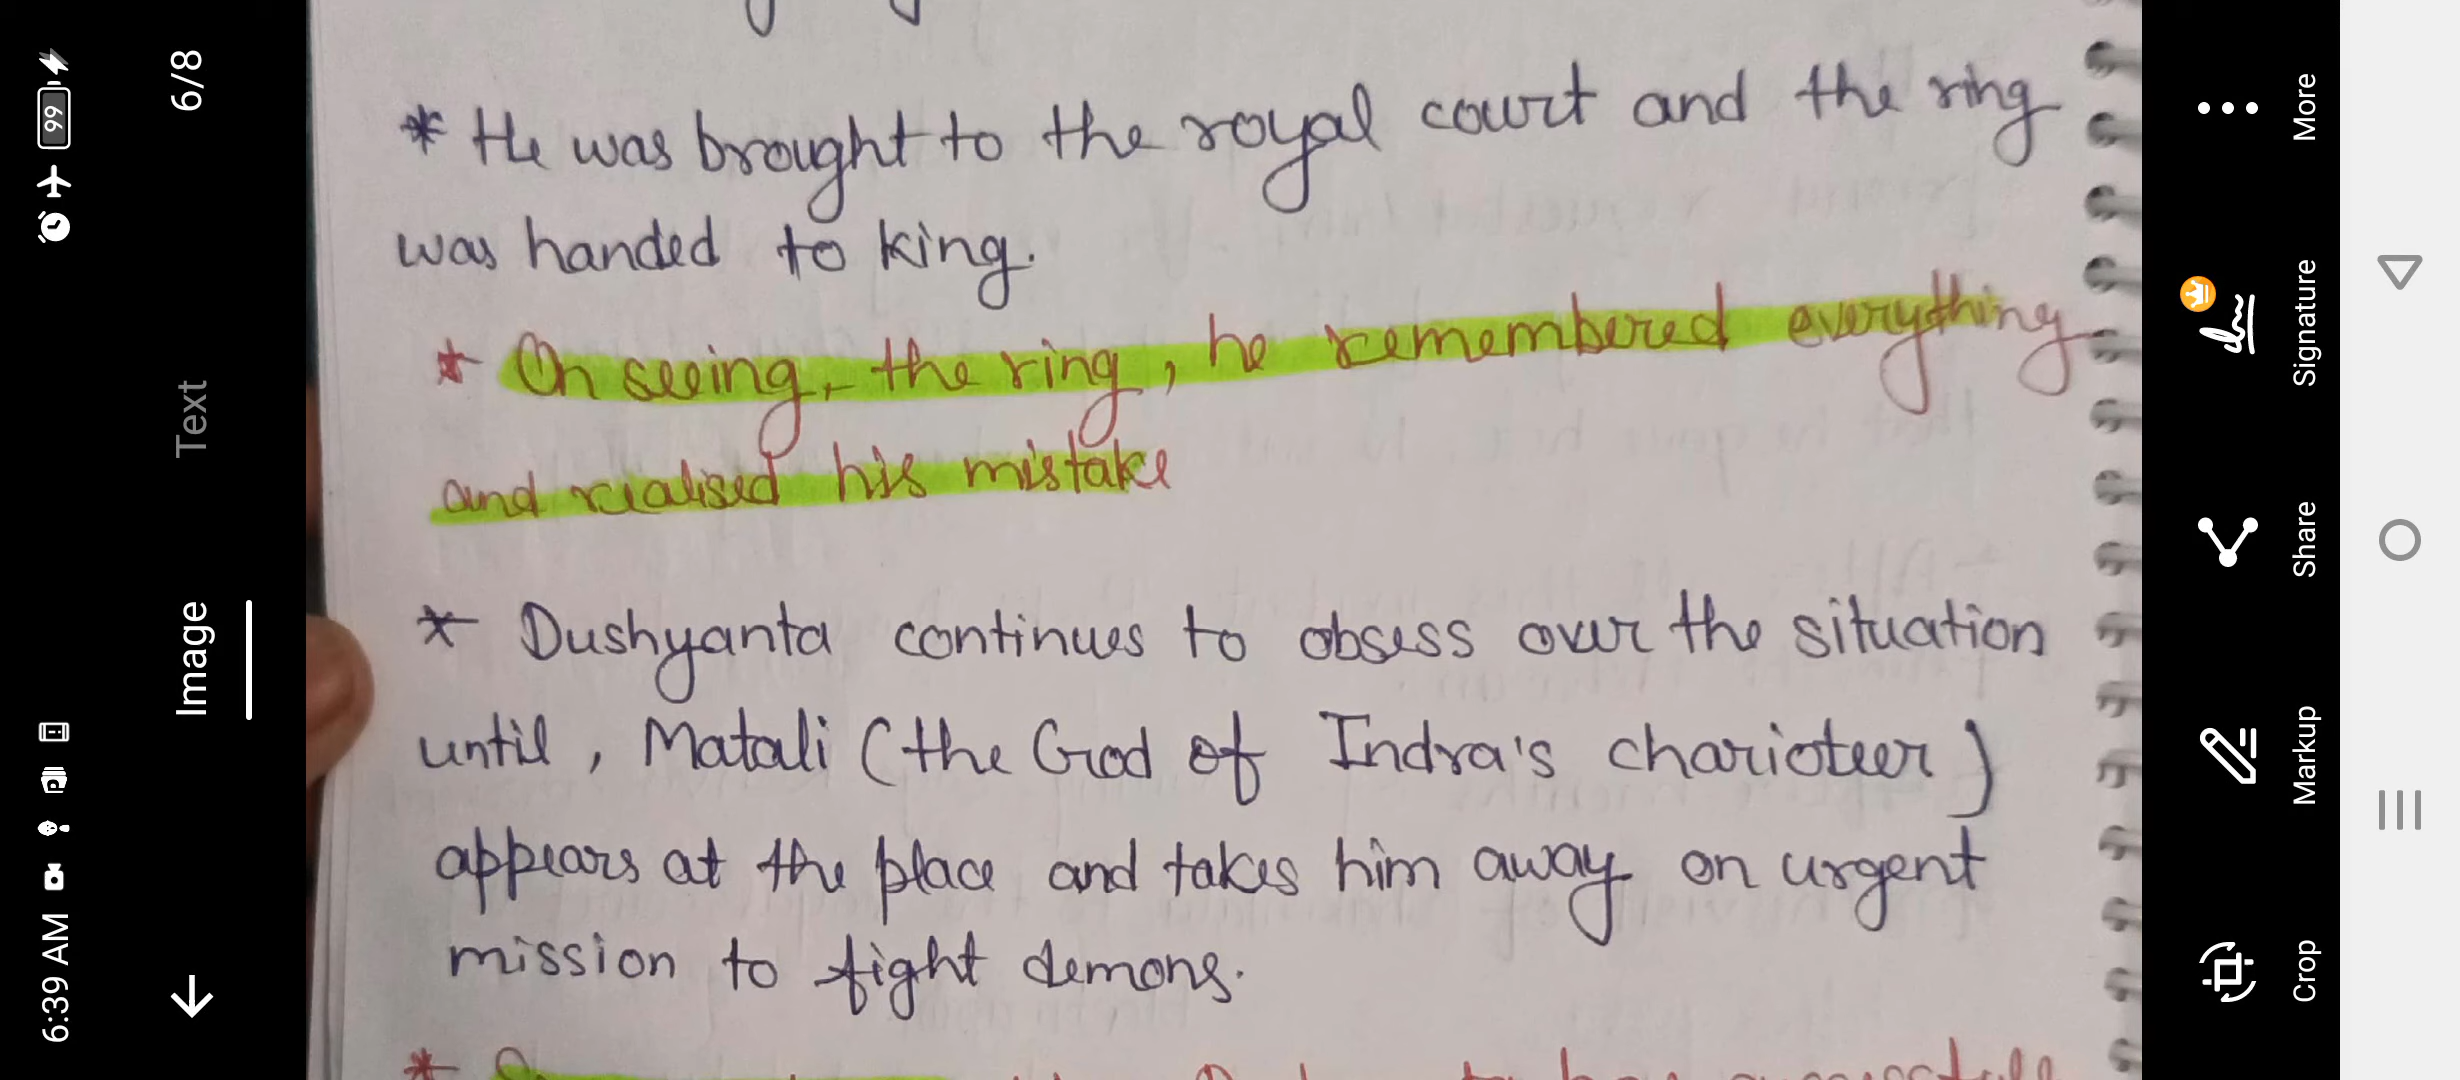 * He was brought to the royal court and the ring
was handed to king.
* On seeing, the ring, he remembered everything
and rialised his mistake
* Dushyanta continues to obsess over the situation
until, Matali (the God of Indra's charioteer)
appears at the place and takes him away on urgent
mission to fight demons.
*
6:39 AM
99
6/8
Text
Image
More
Signature
Share
Markup
Crop